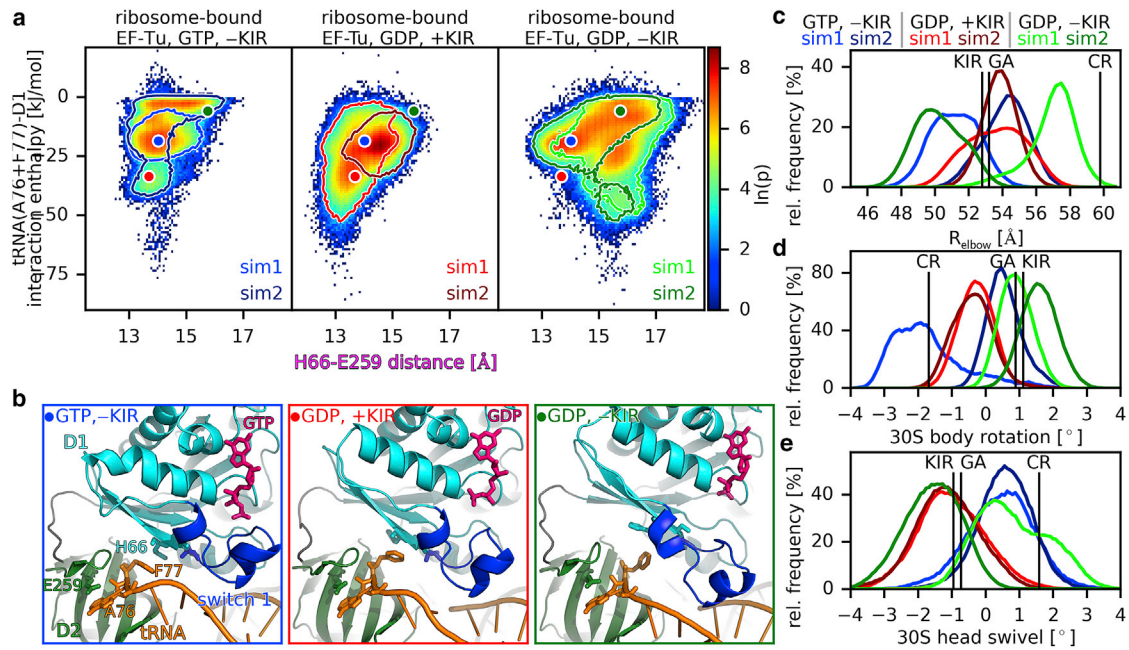 a
ribosome-bound
EF-Tu, GTP, −KIR
ribosome-bound
EF-Tu, GDP, +KIR
ribosome-bound
EF-Tu, GDP, −KIR
tRNA(A76++F77)-D1
interaction enthalpy [kJ/mol]
0
25
50
75
sim1
sim2
sim1
sim2
sim1
sim2
13 15 17
13 15 17
13 15 17
H66-E259 distance [Å]
8
6
4
2
0
ln(p)
b
GTP,−KIR
D1
GTP
H66
F77
E259
A76
switch 1
D2
tRNA
GDP, +KIR
GDP
GDP, −KIR
c
GTP, −KIR
sim1 sim2
GDP, +KIR
sim1 sim2
GDP, −KIR
sim1 sim2
KIR GA CR
rel. frequency [%]
40
20
0
46 48 50 52 54 56 58 60
Relbow [Å]
d
CR GA KIR
rel. frequency [%]
80
40
0
−4 −3 −2 −1 0 1 2 3 4
30S body rotation [°]
e
KIR GA CR
rel. frequency [%]
40
20
0
−4 −3 −2 −1 0 1 2 3 4
30S head swivel [°]